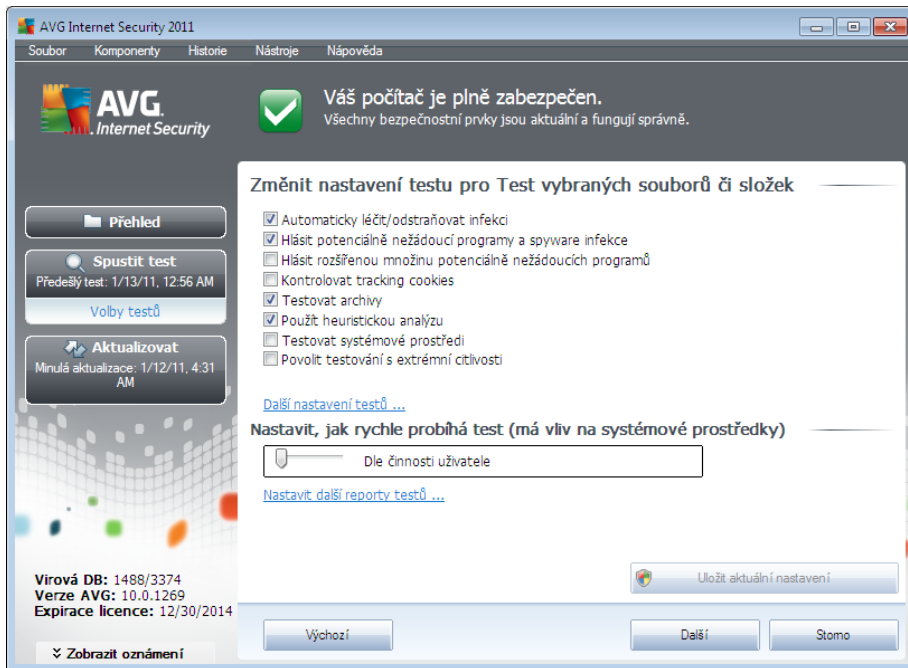 AVG Internet Security 2011
Soubor Komponenty Historie Nástroje Nápověda
AVG.
Internet Security
Váš počítač je plně zabezpečen.
Všechny bezpečnostní prvky jsou aktuální a fungují správně.
Přehled
Spustit test
Předešlý test: 1/13/11, 12:56 AM
Volby testů
Aktualizovat
Minulá aktualizace: 1/12/11, 4:31
AM
Virová DB: 1488/3374
Verze AVG: 10.0.1269
Expirace licence: 12/30/2014
Zobrazit oznámení
Změnit nastavení testu pro Test vybraných souborů či složek
Automaticky léčit/odstraňovat infekci
Hlásit potenciálně nežádoucí programy a spyware infekce
Hlásit rozšířenou množinu potenciálně nežádoucích programů
Kontrolovat tracking cookies
Testovat archivy
Použít heuristickou analýzu
Testovat systémové prostředi
Povolit testování s extrémní citlivosti
Další nastavení testů ...
Nastavit, jak rychle probíhá test (má vliv na systémové prostředky)
Dle činnosti uživatele
Nastavit další reporty testů ...
Uložit aktuální nastavení
Výchozí
Další
Storno